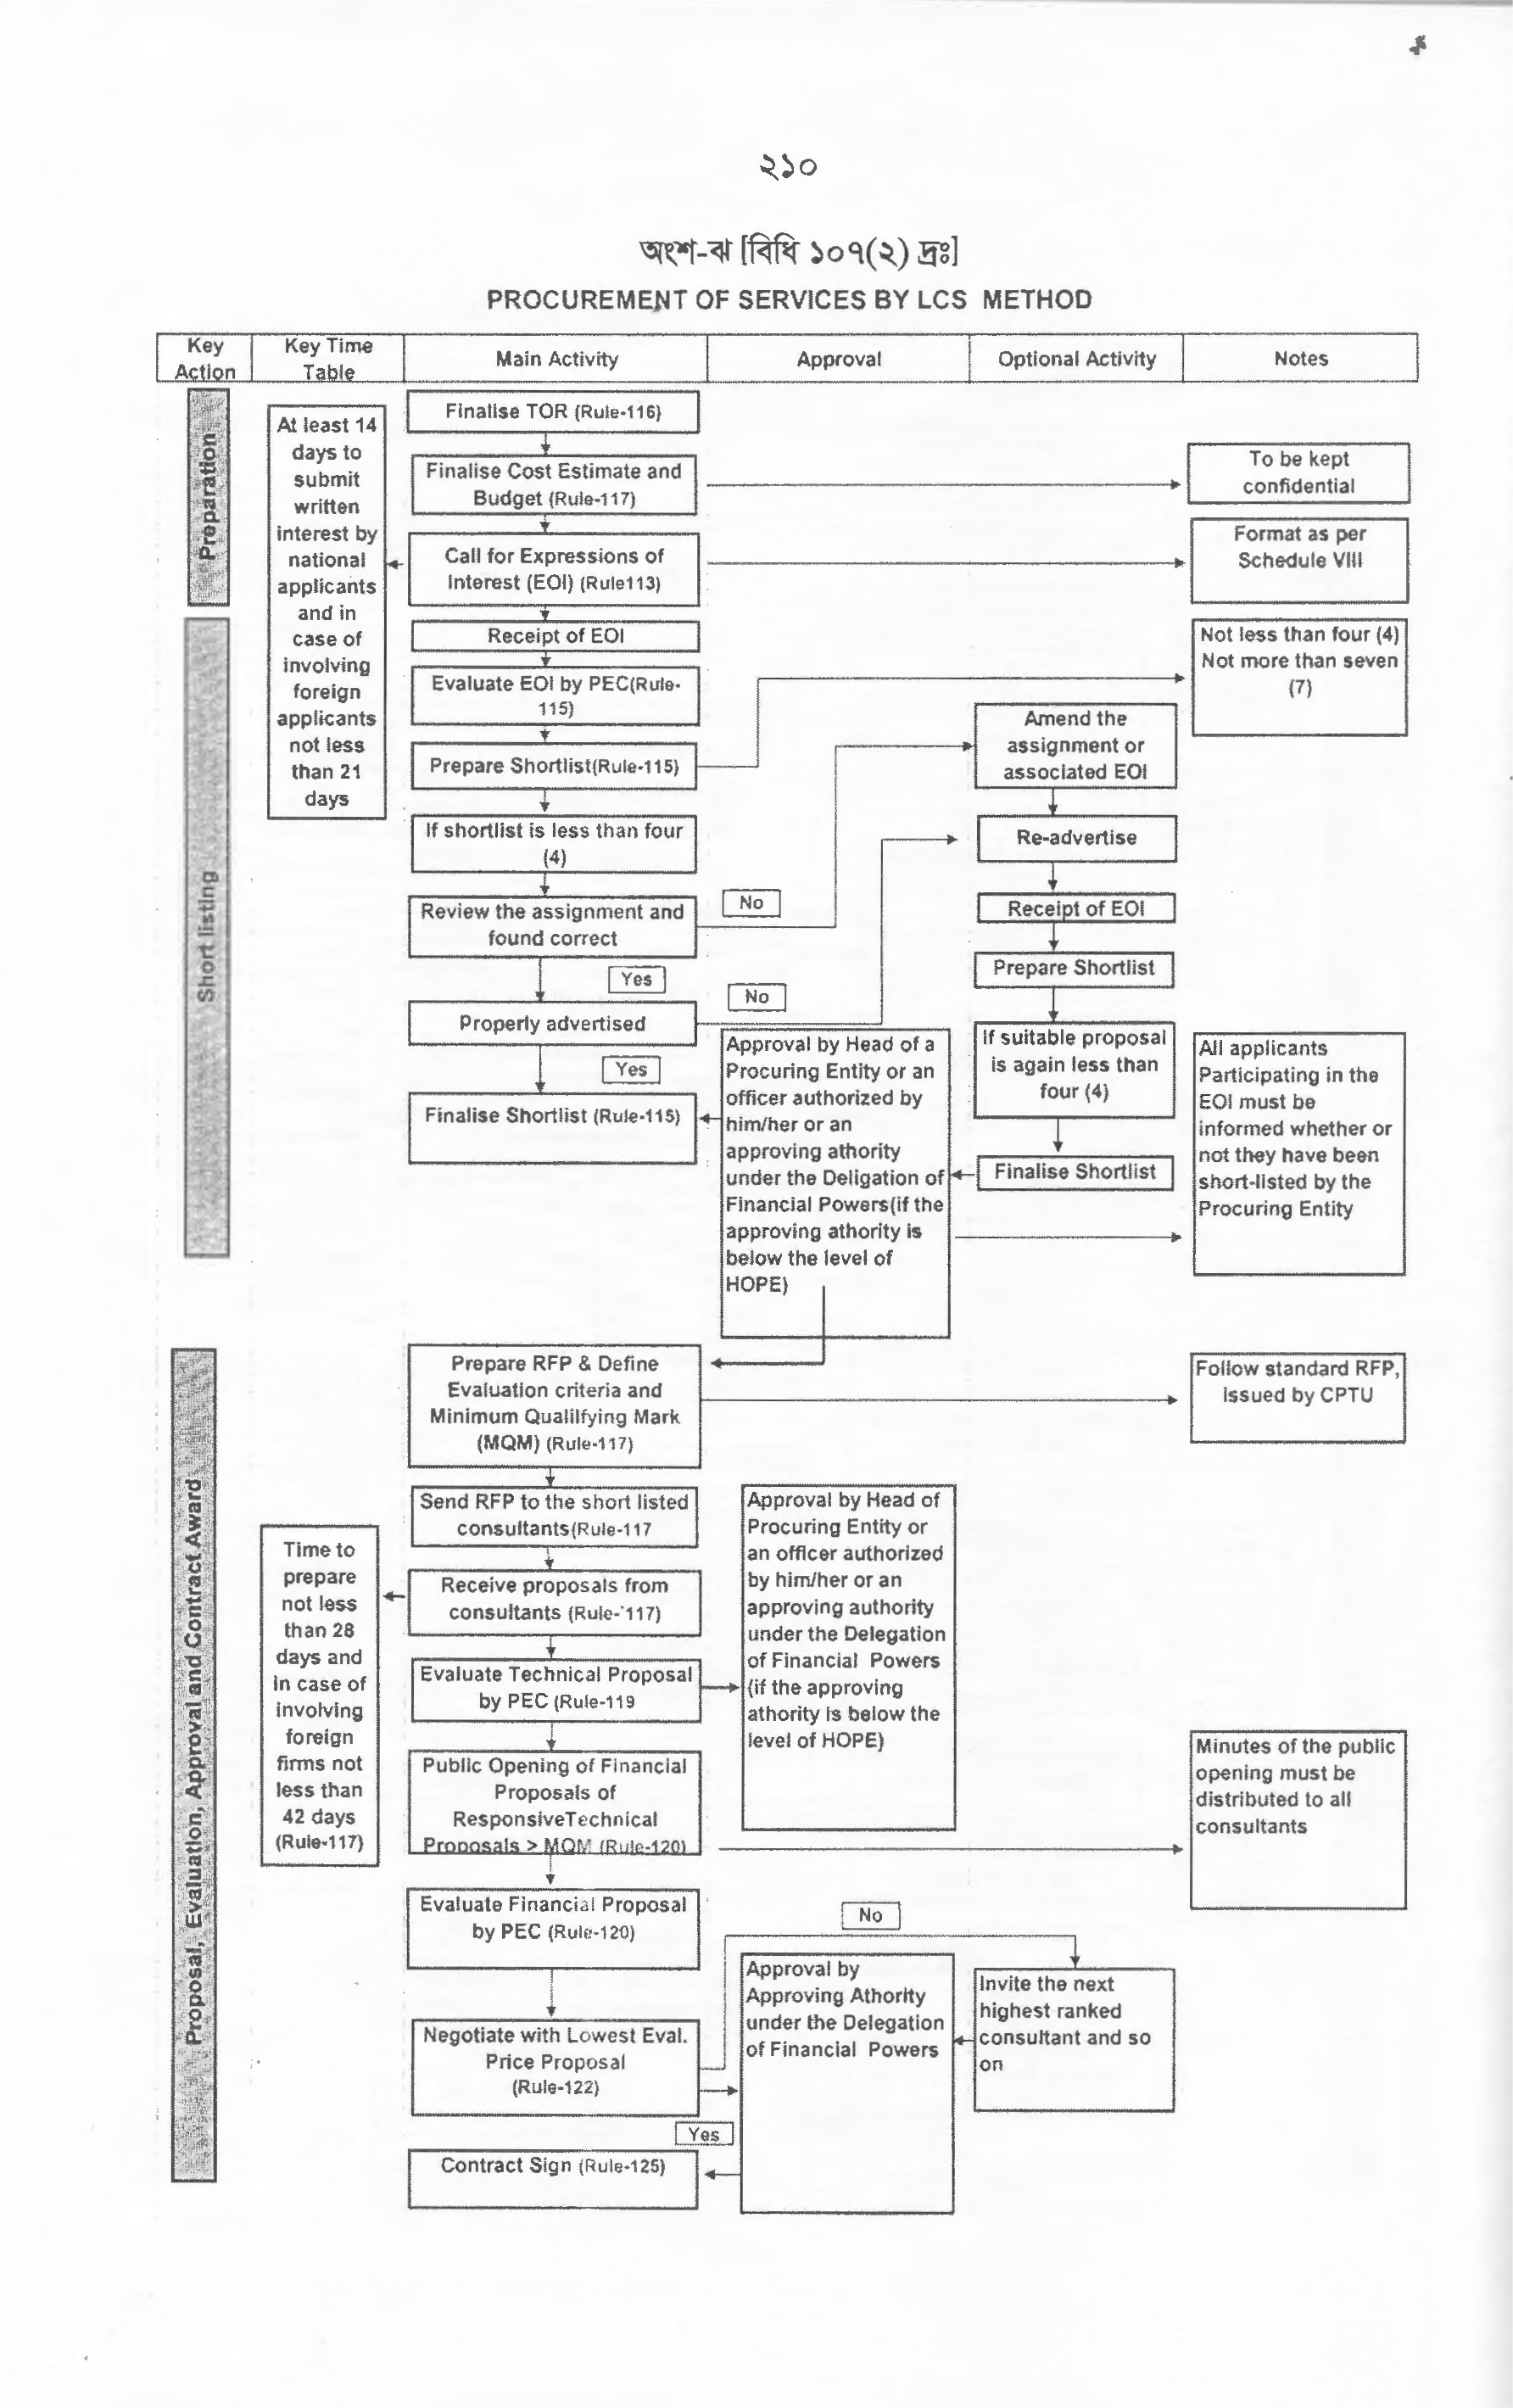 ২১০
অংশ-ঝ [বিধি ১০৭(২) দ্রঃ]
PROCUREMENT OF SERVICES BY LCS METHOD
Key
Action
Key Time
Table
Main Activity
Approval
Optional Activity
Notes
Preparation
At least 14
days to
submit
written
interest by
national
applicants
and in
case of
involving
foreign
applicants
not less
than 21
days
Finalise TOR (Rule-116)
Finalise Cost Estimate and
Budget (Rule-117)
To be kept
confidential
Call for Expressions of
Interest (EOI) (Rule113)
Format as per
Schedule VIII
Short listing
Receipt of EOI
Evaluate EOI by PEC(Rule-
115)
Not less than four (4)
Not more than seven
(7)
Prepare Shortlist(Rule-115)
Amend the
assignment or
associated EOI
If shortlist is less than four
(4)
Re-advertise
Review the assignment and
found correct
No
Receipt of EOI
Yes
Prepare Shortlist
Properly advertised
No
Yes
If suitable proposal
is again less than
four (4)
Finalise Shortlist (Rule-115)
Approval by Head of a
Procuring Entity or an
officer authorized by
him/her or an
approving athority
under the Deligation of
Financial Powers(if the
approving athority is
below the level of
HOPE)
Finalise Shortlist
All applicants
Participating in the
EOI must be
informed whether or
not they have been
short-listed by the
Procuring Entity
Proposal, Evaluation, Approval and Contract Award
Prepare RFP & Define
Evaluation criteria and
Minimum Qualilfying Mark
(MQM) (Rule-117)
Follow standard RFP,
issued by CPTU
Send RFP to the short listed
consultants(Rule-117
Time to
prepare
not less
than 28
days and
in case of
involving
foreign
firms not
less than
42 days
(Rule-117)
Receive proposals from
consultants (Rule-'117)
Evaluate Technical Proposal
by PEC (Rule-119
Approval by Head of
Procuring Entity or
an officer authorized
by him/her or an
approving authority
under the Delegation
of Financial Powers
(if the approving
athority is below the
level of HOPE)
Public Opening of Financial
Proposals of
ResponsiveTechnical
Proposals > MQM (Rule-120)
Minutes of the public
opening must be
distributed to all
consultants
Evaluate Financial Proposal
by PEC (Rule-120)
No
Negotiate with Lowest Eval.
Price Proposal
(Rule-122)
Approval by
Approving Athority
under the Delegation
of Financial Powers
Invite the next
highest ranked
consultant and so
on
Yes
Contract Sign (Rule-125)